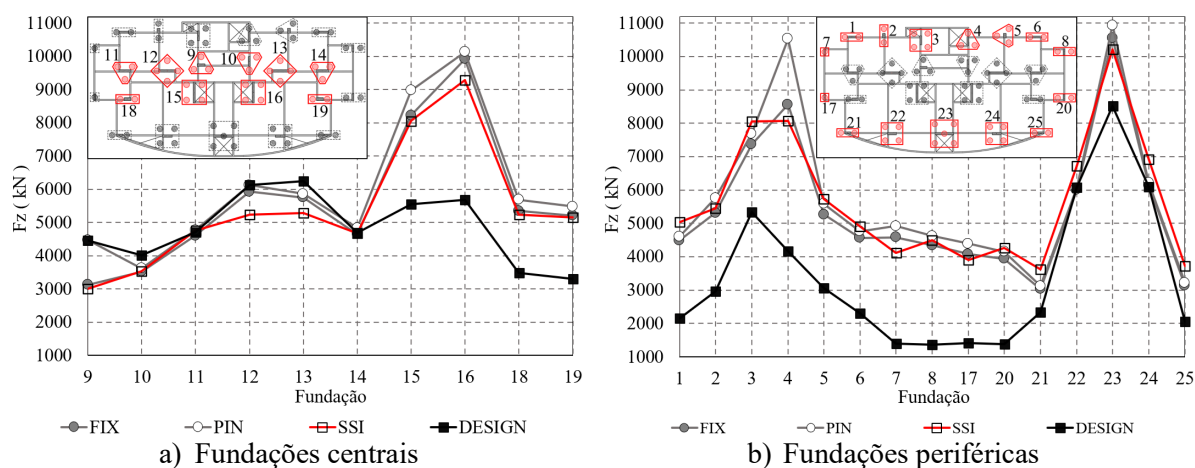 11000
10000
9000
8000
7000
6000
5000
4000
3000
2000
1000
Fz ( kN )
11 12 9 10 13 14
15 16
18 19
9 10 11 12 13 14 15 16 18 19
Fundação
FIX PIN SSI DESIGN
a) Fundações centrais
11000
10000
9000
8000
7000
6000
5000
4000
3000
2000
1000
Fz ( kN )
1 2 3 4 5 6
7 8
17 20
21 22 23 24 25
1 2 3 4 5 6 7 8 17 20 21 22 23 24 25
Fundação
FIX PIN SSI DESIGN
b) Fundações periféricas